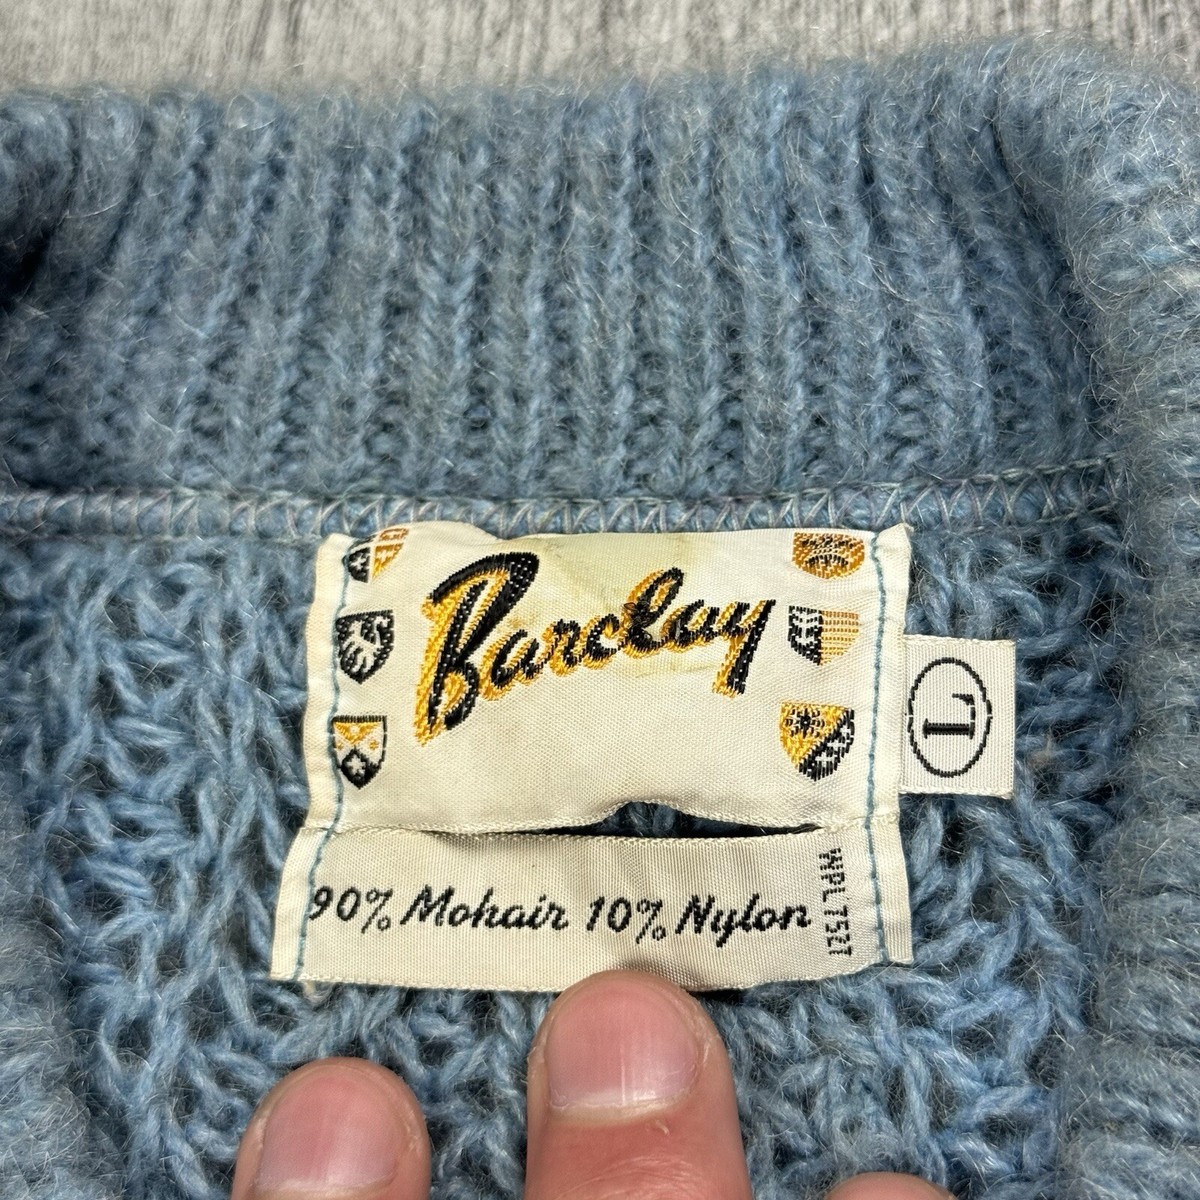 Barclay
L
90% Mohair 10% Nylon
WPL 7527